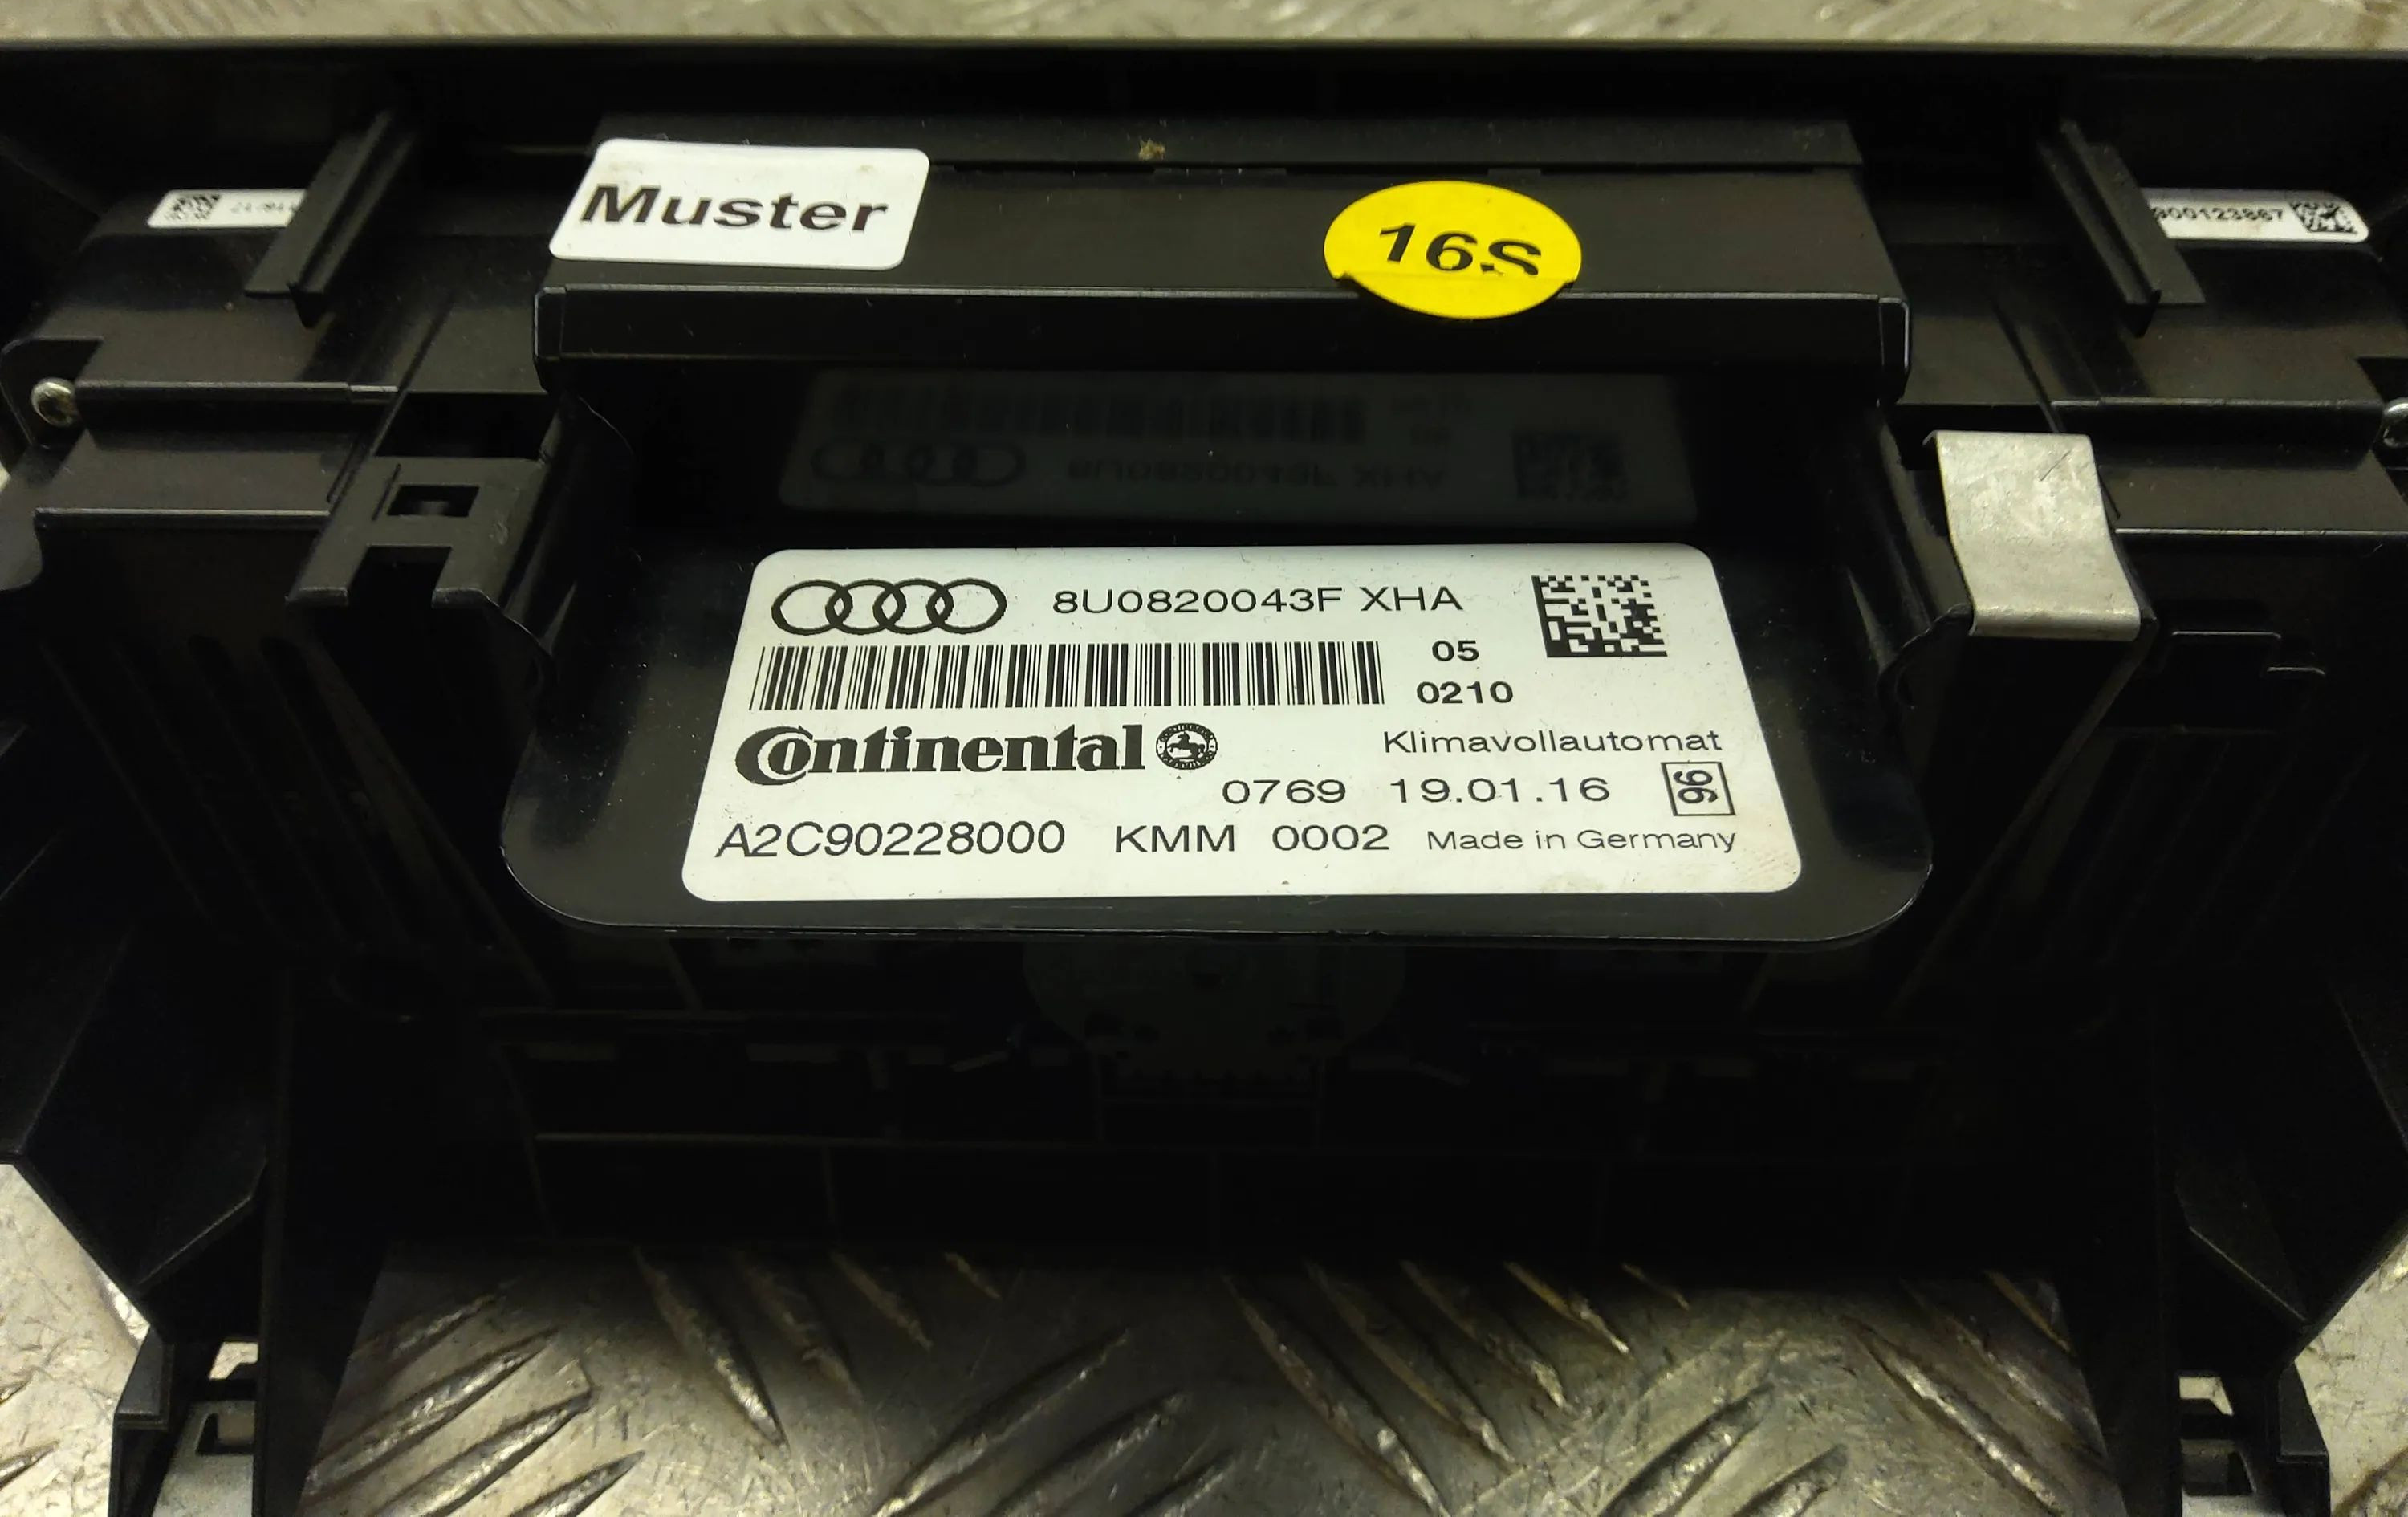 Muster
16S
900123867
8U0820043F XHA
05
0210
Continental
Klimavollautomat
0769 19.01.16 96
A2C90228000 KMM 0002 Made in Germany